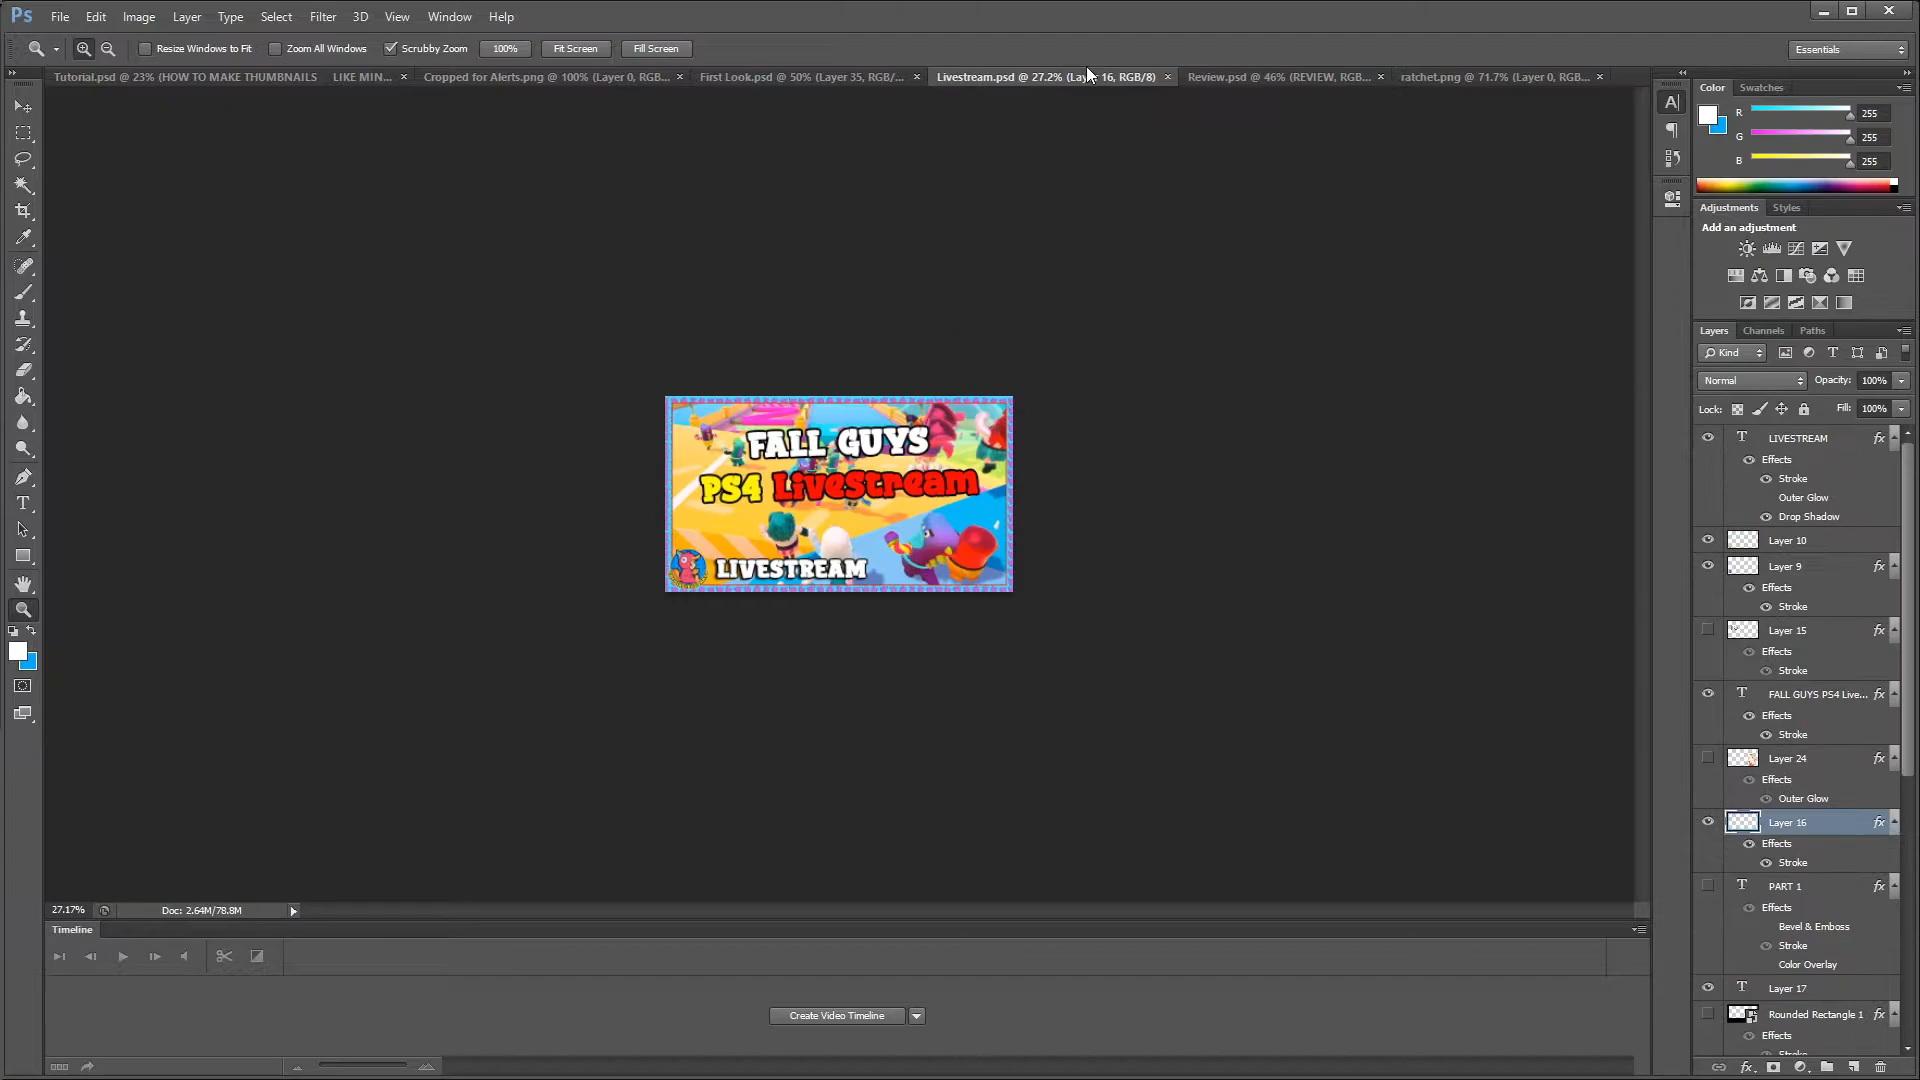 Ps File Edit Image Layer Type Select Filter 3D View Window Help
Resize Windows to Fit Zoom All Windows Scrubby Zoom 100% Fit Screen Fill Screen Essentials
Tutorial.psd @ 23% (HOW TO MAKE THUMBNAILS LIKE MIN... × Cropped for Alerts.png @ 100% (Layer 0, RGB... × First Look.psd @ 50% (Layer 35, RGB/... × Livestream.psd @ 27.2% (Layer 16, RGB/8) × Review.psd @ 46% (REVIEW, RGB... × ratchet.png @ 71.7% (Layer 0, RGB... ×
Color Swatches
R 255
G 255
B 255
Adjustments Styles
Add an adjustment
Layers Channels Paths
Kind
Normal Opacity: 100%
Lock: Fill: 100%
LIVESTREAM fx
Effects
Stroke
Outer Glow
Drop Shadow
Layer 10
Layer 9 fx
Effects
Stroke
Layer 15 fx
Effects
Stroke
FALL GUYS PS4 Live... fx
Effects
Stroke
Layer 24 fx
Effects
Outer Glow
Layer 16 fx
Effects
Stroke
PART 1
Effects
Bevel & Emboss
Stroke
Color Overlay
Layer 17
Rounded Rectangle 1 fx
Effects
FALL GUYS
PS4 LiveStream
LIVESTREAM
27.17% Doc: 2.64M/78.8M
Timeline
Create Video Timeline